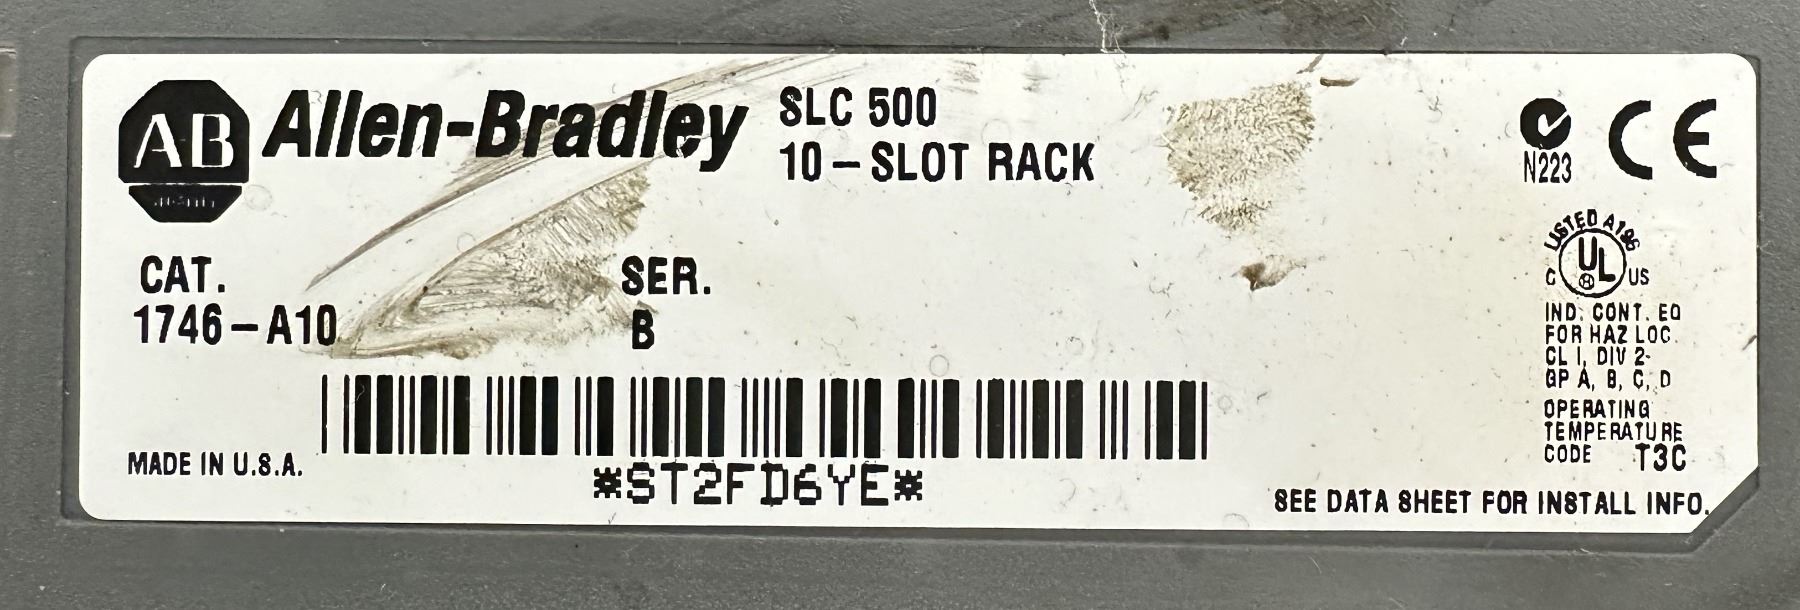 AB
Allen-Bradley
SLC 500
10-SLOT RACK
N223
CE
CAT.
1746-A10
SER.
B
LISTED A196
C UL US
IND. CONT. EQ
FOR HAZ LOC.
CL I, DIV 2
GP A, B, C, D
OPERATING
TEMPERATURE
CODE T3C
MADE IN U.S.A.
*ST2FD6YE*
SEE DATA SHEET FOR INSTALL INFO.